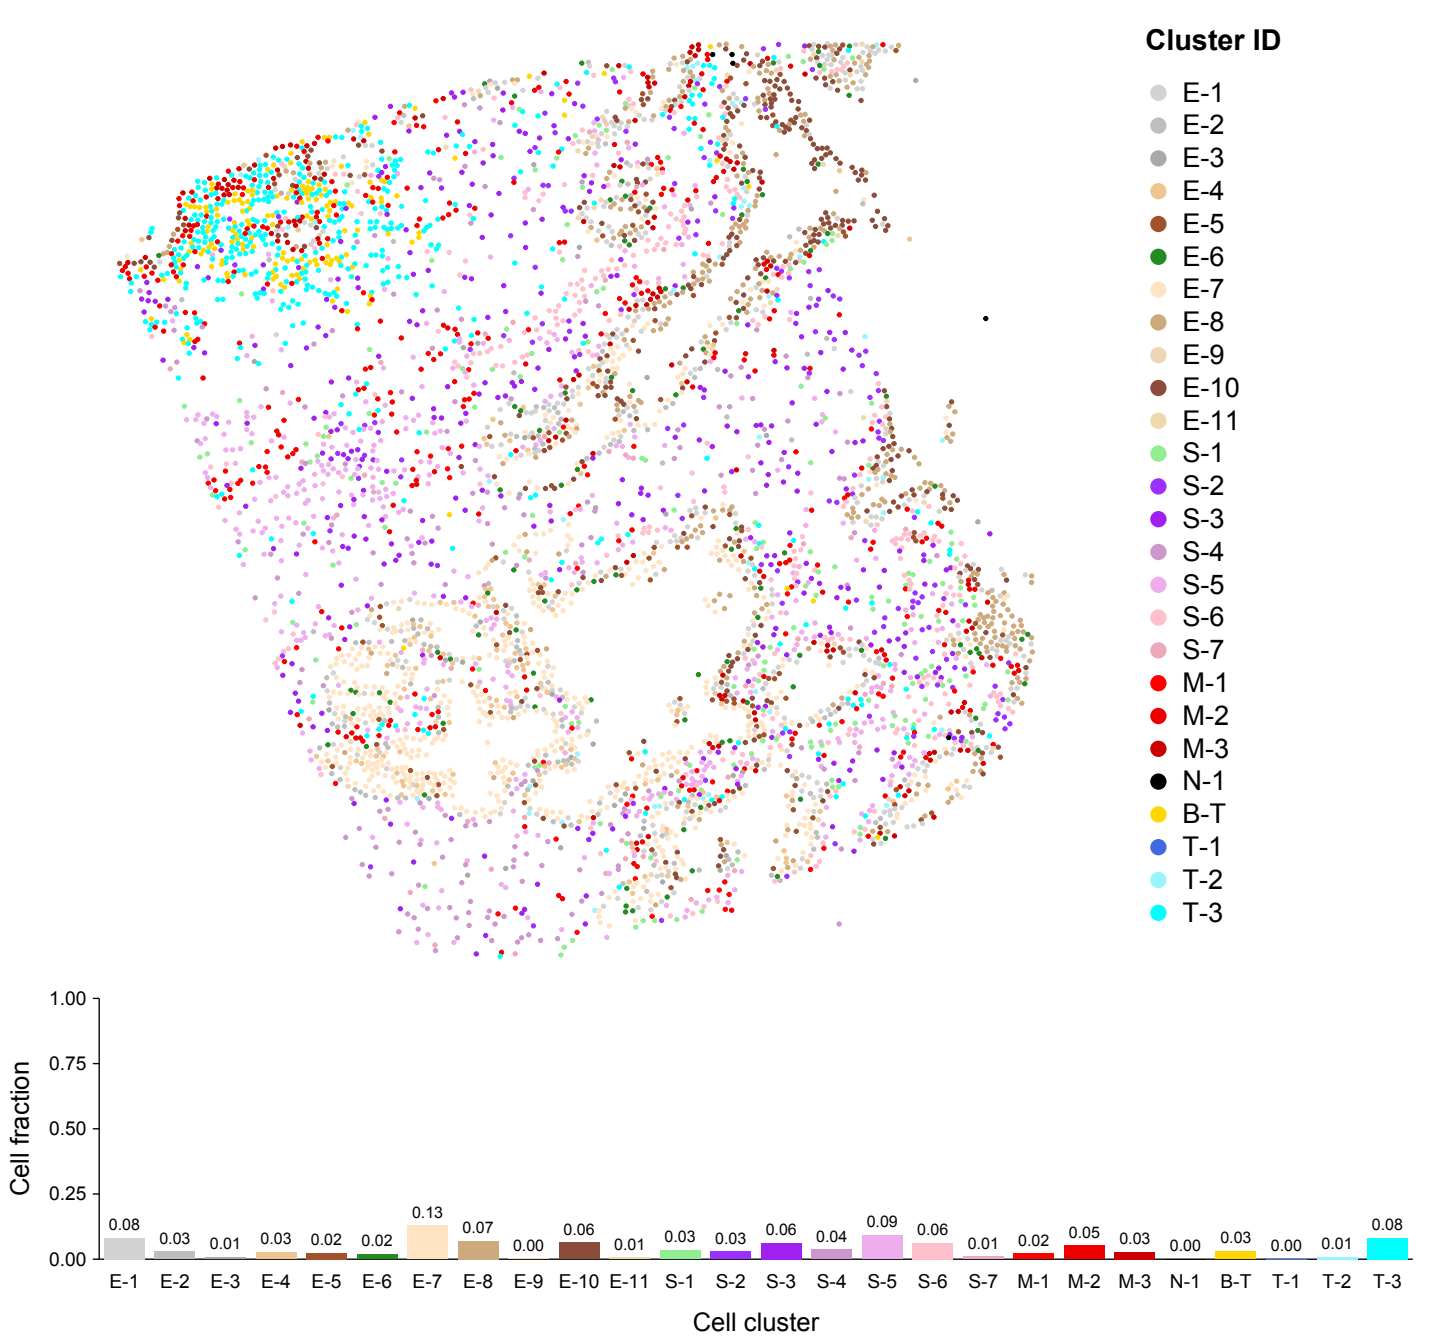 Cluster ID
E-1
E-2
E-3
E-4
E-5
E-6
E-7
E-8
E-9
E-10
E-11
S-1
S-2
S-3
S-4
S-5
S-6
S-7
M-1
M-2
M-3
N-1
B-T
T-1
T-2
T-3
1.00
0.75
0.50
0.25
0.00
Cell fraction
0.08 0.03 0.01 0.03 0.02 0.02 0.13 0.07 0.00 0.06 0.01 0.03 0.03 0.06 0.04 0.09 0.06 0.01 0.02 0.05 0.03 0.00 0.03 0.00 0.01 0.08
E-1 E-2 E-3 E-4 E-5 E-6 E-7 E-8 E-9 E-10 E-11 S-1 S-2 S-3 S-4 S-5 S-6 S-7 M-1 M-2 M-3 N-1 B-T T-1 T-2 T-3
Cell cluster